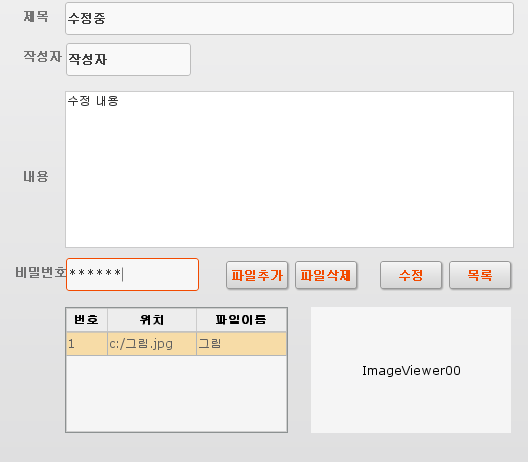 제목 수정중
작성자 작성자
수정 내용
내용
비밀번호 ****** 파일추가 파일삭제 수정 목록
번호 위치 파일이름
1 c:/그림.jpg 그림
ImageViewer00